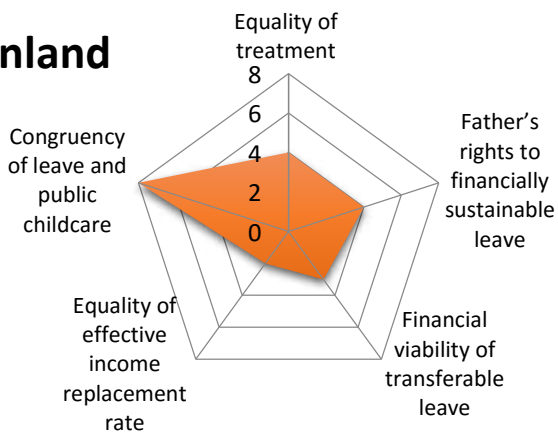 nland
Equality of
treatment
8
6
4
2
0
Father's
rights to
financially
sustainable
leave
Financial
viability of
transferable
leave
Equality of
effective
income
replacement
rate
Congruency
of leave and
public
childcare